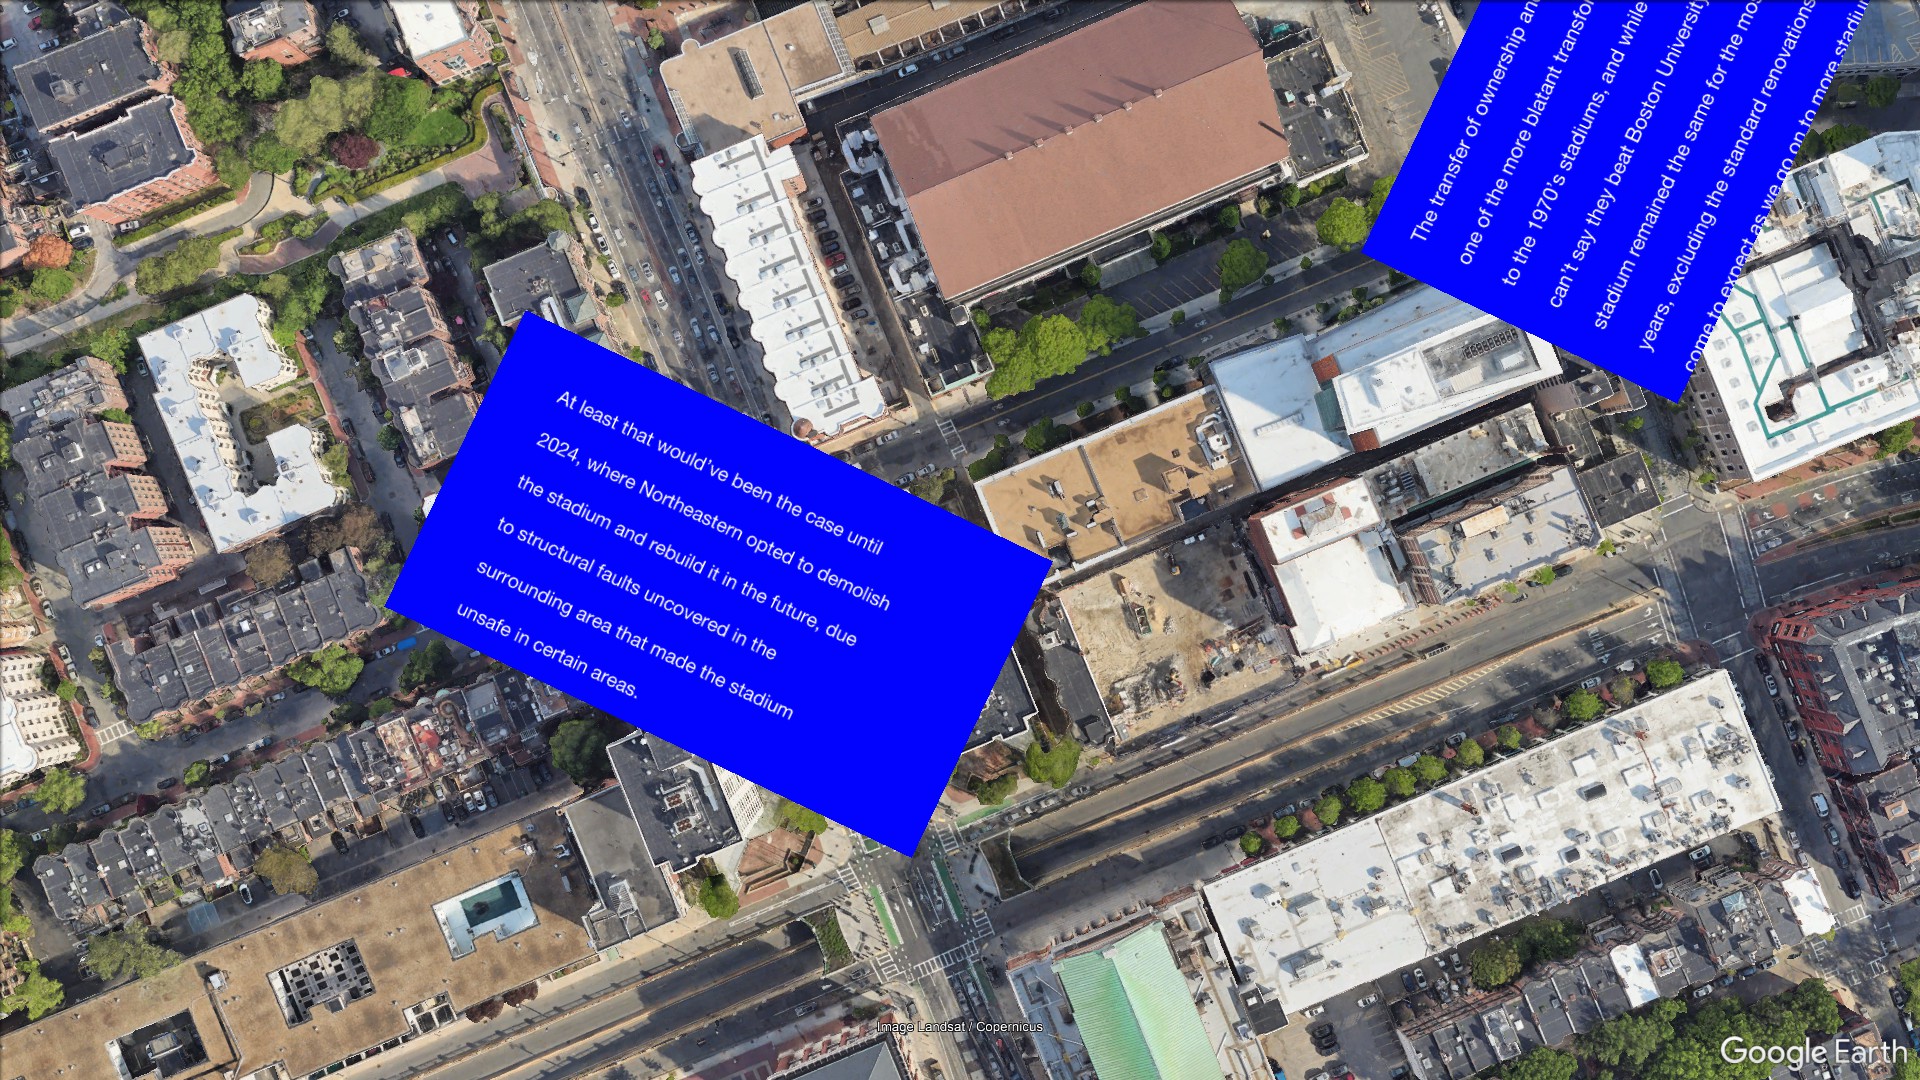 At least that would've been the case until
2024, where Northeastern opted to demolish
the stadium and rebuild it in the future, due
to structural faults uncovered in the
surrounding area that made the stadium
unsafe in certain areas.
The transfer of ownership an
one of the more blatant transfo
to the 1970's stadiums, and while
can't say they beat Boston University
stadium remained the same for the mo
years, excluding the standard renovations
come to expect as we go on to more stadiu
Image Landsat / Copernicus
Google Earth